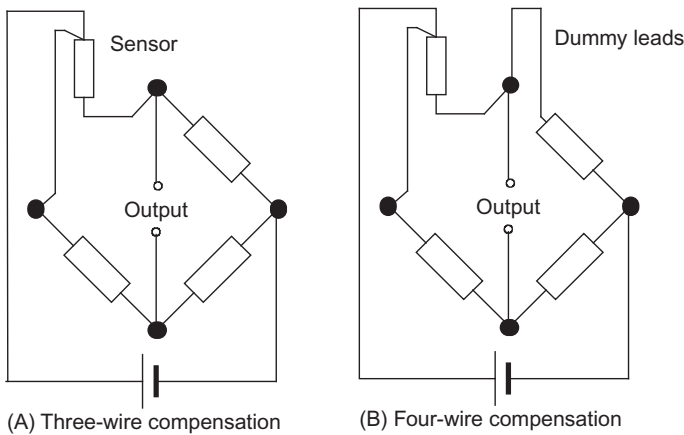 Sensor
Output
(A) Three-wire compensation
Dummy leads
Output
(B) Four-wire compensation